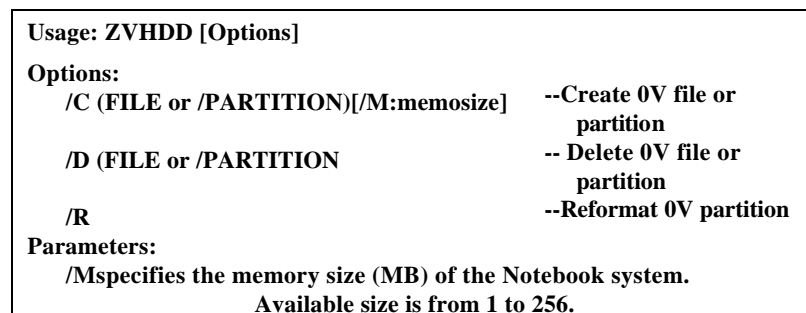 Usage: ZVHDD [Options]
Options:
/C (FILE or /PARTITION)[/M:memosize] --Create 0V file or
partition
/D (FILE or /PARTITION -- Delete 0V file or
partition
/R --Reformat 0V partition
Parameters:
/Mspecifies the memory size (MB) of the Notebook system.
Available size is from 1 to 256.